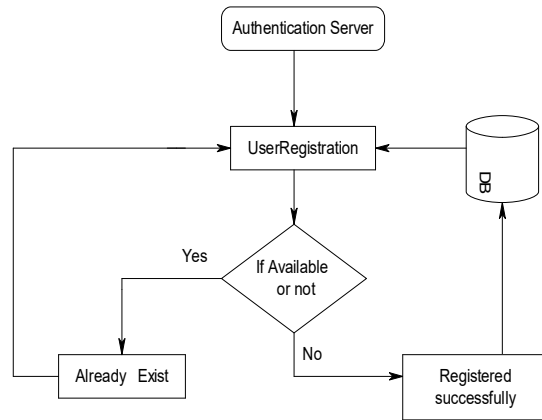 Authentication Server
UserRegistration
DB
Yes
If Available
or not
No
Already Exist
Registered
successfully